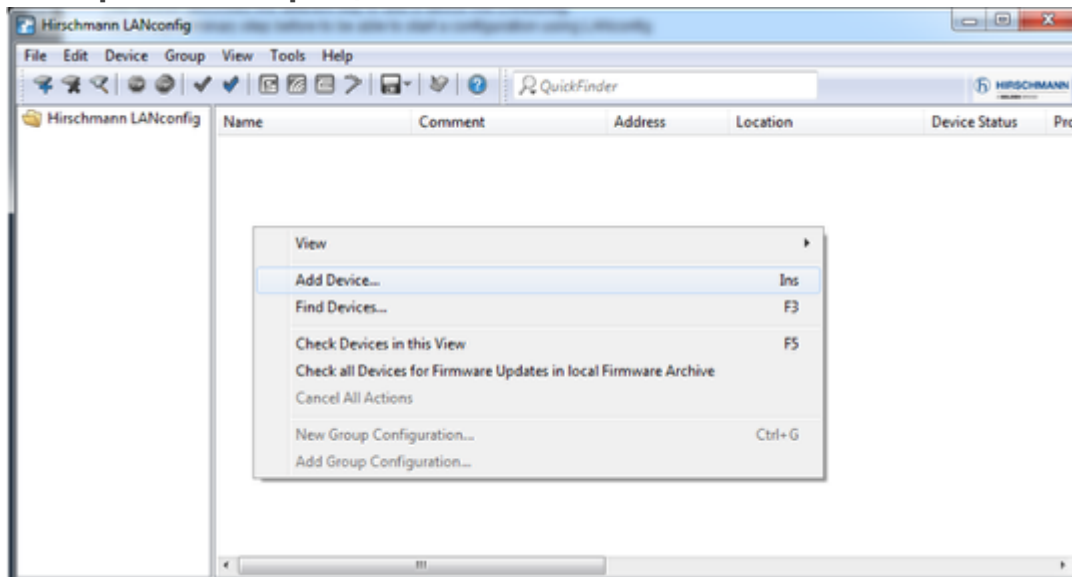 Hirschmann LANconfig
File Edit Device Group View Tools Help
QuickFinder
HIRSCHMANN
Hirschmann LANconfig
Name Comment Address Location Device Status Pro
View
Add Device... Ins
Find Devices... F3
Check Devices in this View F5
Check all Devices for Firmware Updates in local Firmware Archive
Cancel All Actions
New Group Configuration... Ctrl+G
Add Group Configuration...